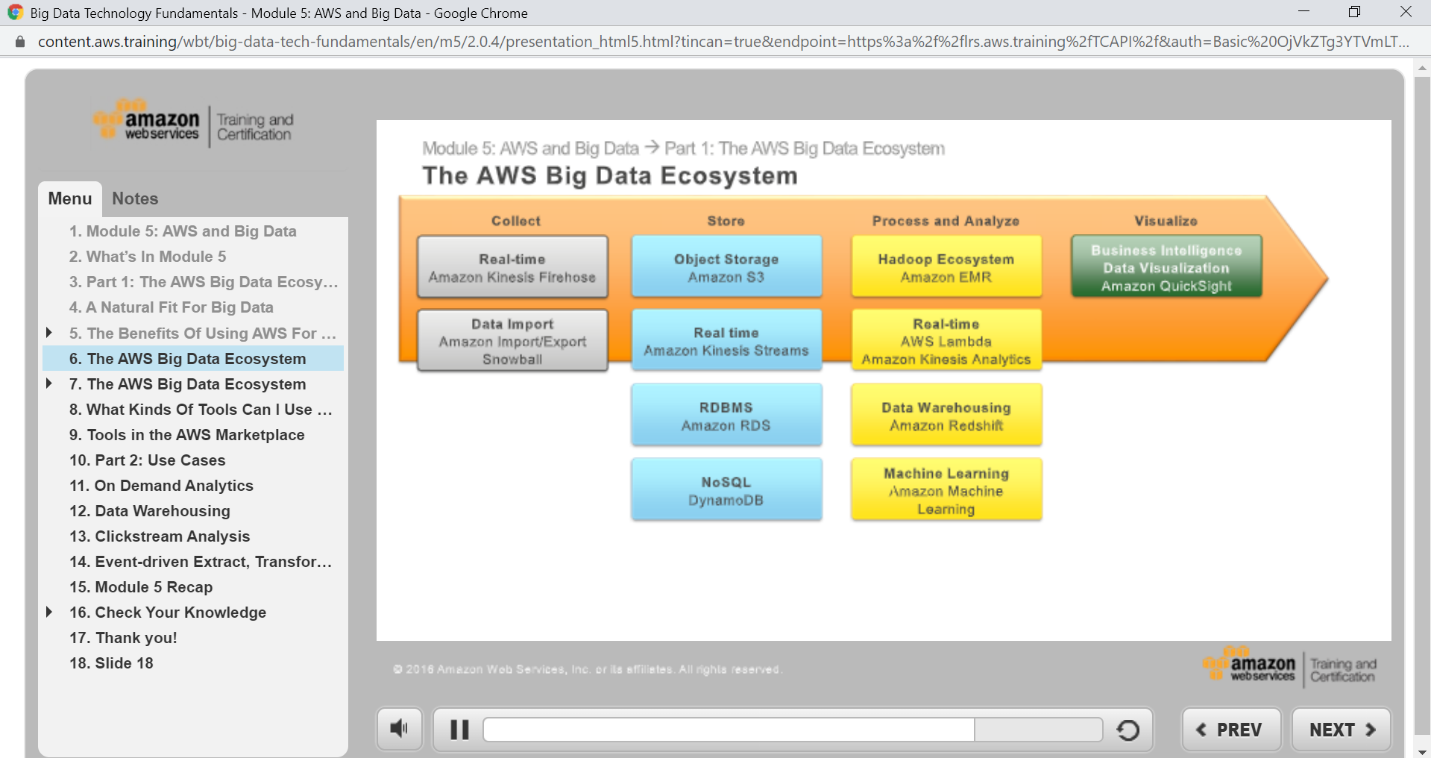 Big Data Technology Fundamentals - Module 5: AWS and Big Data - Google Chrome
content.aws.training/wbt/big-data-tech-fundamentals/en/m5/2.0.4/presentation_html5.html?tincan=true&endpoint=https%3a%2f%2flrs.aws.training%2fTCAPI%2f&auth=Basic%20OjVkZTg3YTVmLT...
amazon
webservices
Training and
Certification
Menu
Notes
1. Module 5: AWS and Big Data
2. What's In Module 5
3. Part 1: The AWS Big Data Ecosy...
4. A Natural Fit For Big Data
5. The Benefits Of Using AWS For ...
6. The AWS Big Data Ecosystem
7. The AWS Big Data Ecosystem
8. What Kinds Of Tools Can I Use ...
9. Tools in the AWS Marketplace
10. Part 2: Use Cases
11. On Demand Analytics
12. Data Warehousing
13. Clickstream Analysis
14. Event-driven Extract, Transfor...
15. Module 5 Recap
16. Check Your Knowledge
17. Thank you!
18. Slide 18
Module 5: AWS and Big Data → Part 1: The AWS Big Data Ecosystem
The AWS Big Data Ecosystem
Collect
Real-time
Amazon Kinesis Firehose
Data Import
Amazon Import/Export
Snowball
Store
Object Storage
Amazon S3
Real time
Amazon Kinesis Streams
RDBMS
Amazon RDS
NoSQL
DynamoDB
Process and Analyze
Hadoop Ecosystem
Amazon EMR
Real-time
AWS Lambda
Amazon Kinesis Analytics
Data Warehousing
Amazon Redshift
Machine Learning
Amazon Machine
Learning
Visualize
Business Intelligence
Data Visualization
Amazon QuickSight
© 2016 Amazon Web Services, Inc. or its affiliates. All rights reserved.
amazon
webservices
Training and
Certification
PREV
NEXT